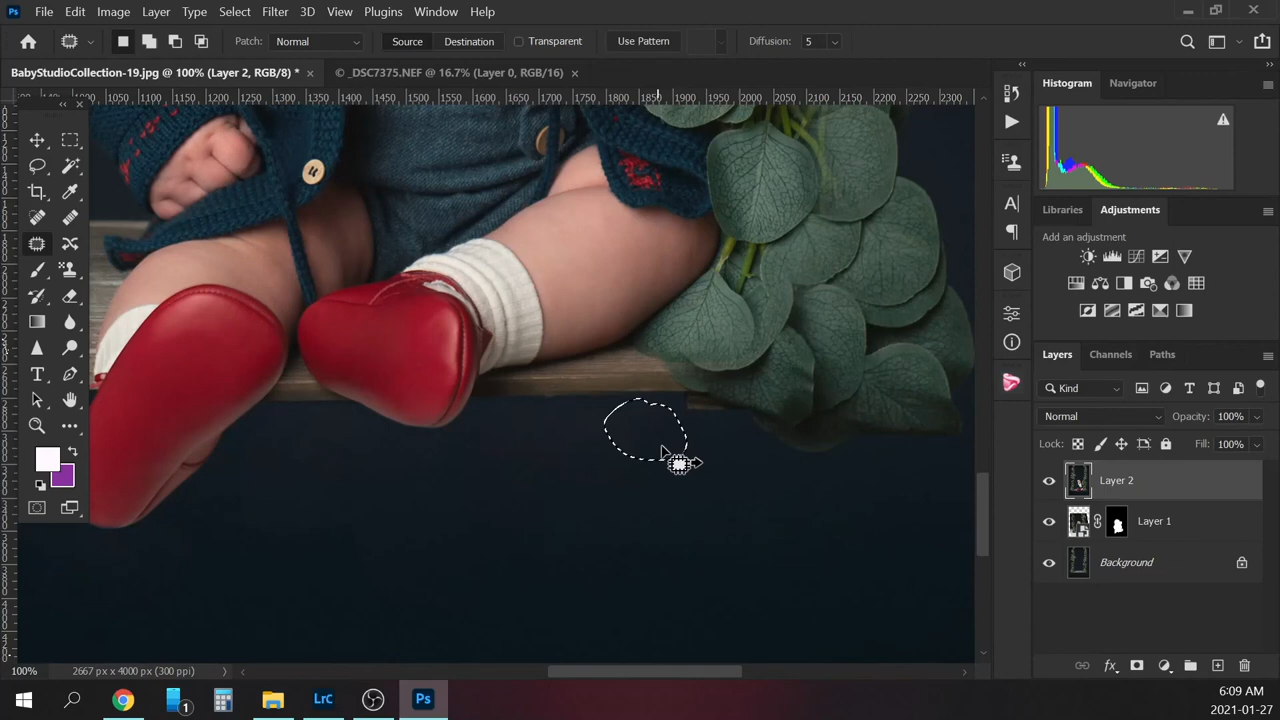 Ps File Edit Image Layer Type Select Filter 3D View Plugins Window Help
Patch: Normal Source Destination Transparent Use Pattern Diffusion: 5
BabyStudioCollection-19.jpg @ 100% (Layer 2, RGB/8) * × © _DSC7375.NEF @ 16.7% (Layer 0, RGB/16) ×
1050 1100 1150 1200 1250 1300 1350 1400 1450 1500 1550 1600 1650 1700 1750 1800 1850 1900 1950 2000 2050 2100 2150 2200 2250 2300
Histogram Navigator
Libraries Adjustments
Add an adjustment
Layers Channels Paths
Kind
Normal Opacity: 100%
Lock: Fill: 100%
Layer 2
Layer 1
Background
100% 2667 px x 4000 px (300 ppi)
1 Lrc Ps
6:09 AM
2021-01-27